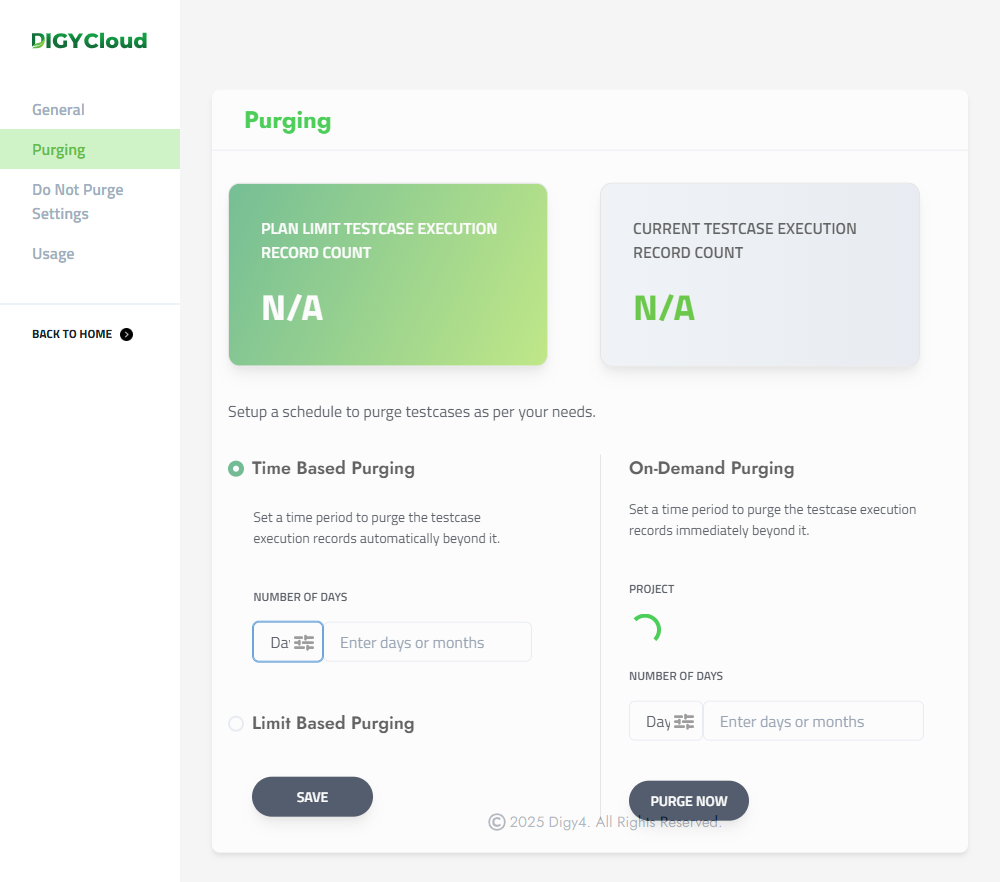 DIGYCloud
General
Purging
Do Not Purge
Settings
Usage
BACK TO HOME
Purging
PLAN LIMIT TESTCASE EXECUTION
RECORD COUNT
N/A
CURRENT TESTCASE EXECUTION
RECORD COUNT
N/A
Setup a schedule to purge testcases as per your needs.
Time Based Purging
Set a time period to purge the testcase
execution records automatically beyond it.
NUMBER OF DAYS
Day Enter days or months
Limit Based Purging
SAVE
On-Demand Purging
Set a time period to purge the testcase execution
records immediately beyond it.
PROJECT
NUMBER OF DAYS
Day Enter days or months
PURGE NOW
© 2025 Digy4. All Rights Reserved.